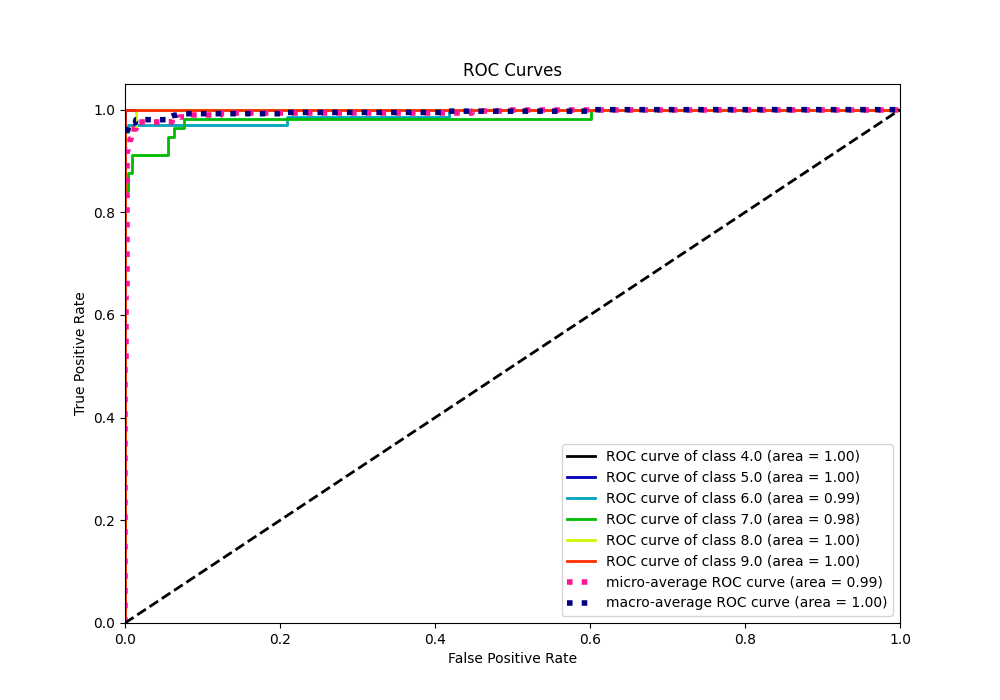 ROC Curves
True Positive Rate
1.0
0.8
0.6
0.4
0.2
0.0
0.0 0.2 0.4 0.6 0.8 1.0
False Positive Rate
ROC curve of class 4.0 (area = 1.00)
ROC curve of class 5.0 (area = 1.00)
ROC curve of class 6.0 (area = 0.99)
ROC curve of class 7.0 (area = 0.98)
ROC curve of class 8.0 (area = 1.00)
ROC curve of class 9.0 (area = 1.00)
micro-average ROC curve (area = 0.99)
macro-average ROC curve (area = 1.00)